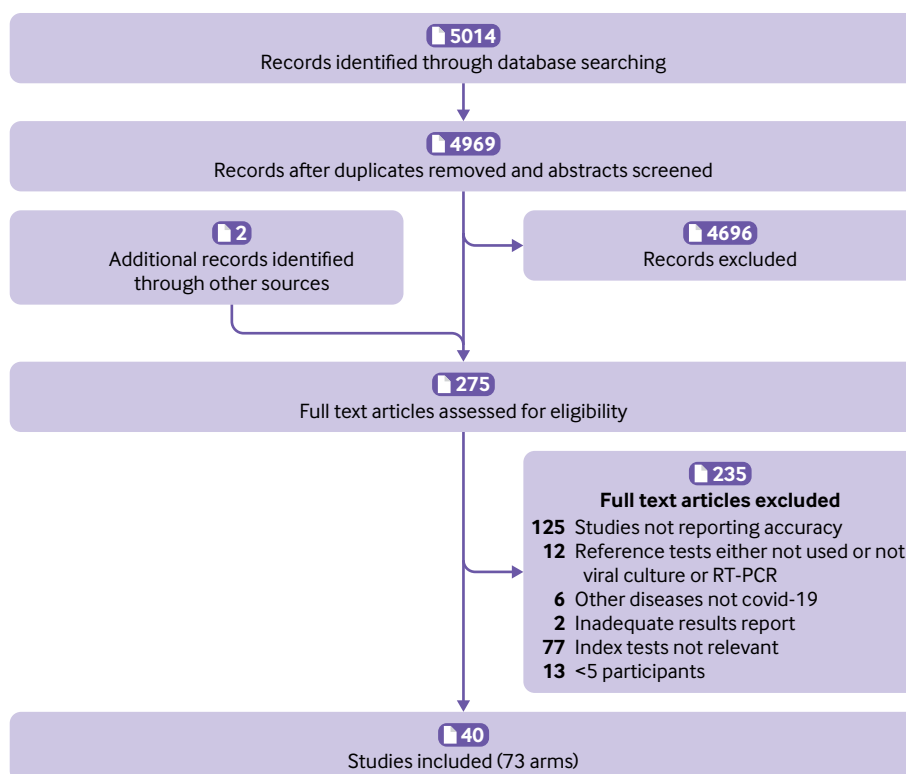 5014
Records identified through database searching
4969
Records after duplicates removed and abstracts screened
2
Additional records identified
through other sources
4696
Records excluded
275
Full text articles assessed for eligibility
235
Full text articles excluded
125 Studies not reporting accuracy
12 Reference tests either not used or not
viral culture or RT-PCR
6 Other diseases not covid-19
2 Inadequate results report
77 Index tests not relevant
13 <5 participants
40
Studies included (73 arms)